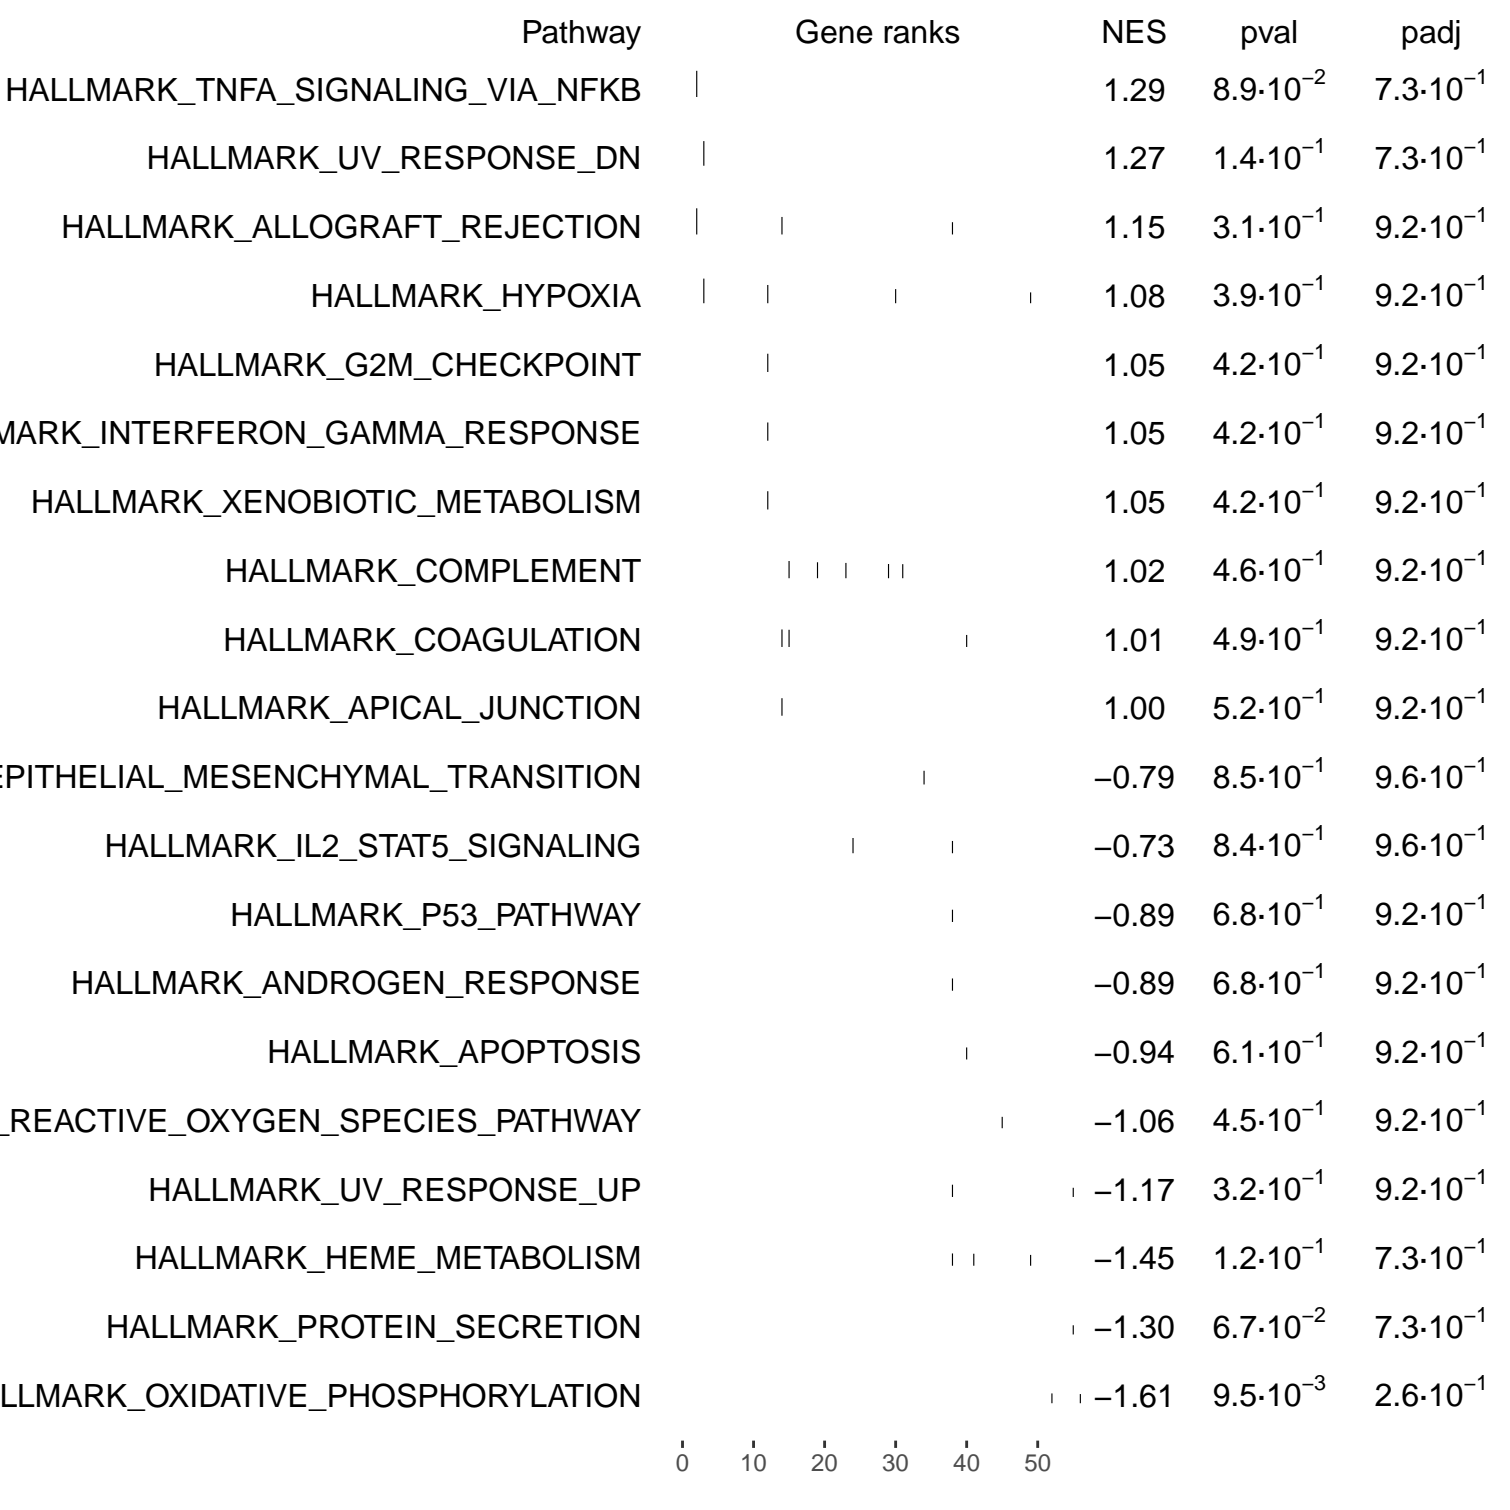 Pathway Gene ranks NES pval padj
HALLMARK_TNFA_SIGNALING_VIA_NFKB 1.29 8.9·10⁻² 7.3·10⁻¹
HALLMARK_UV_RESPONSE_DN 1.27 1.4·10⁻¹ 7.3·10⁻¹
HALLMARK_ALLOGRAFT_REJECTION 1.15 3.1·10⁻¹ 9.2·10⁻¹
HALLMARK_HYPOXIA 1.08 3.9·10⁻¹ 9.2·10⁻¹
HALLMARK_G2M_CHECKPOINT 1.05 4.2·10⁻¹ 9.2·10⁻¹
MARK_INTERFERON_GAMMA_RESPONSE 1.05 4.2·10⁻¹ 9.2·10⁻¹
HALLMARK_XENOBIOTIC_METABOLISM 1.05 4.2·10⁻¹ 9.2·10⁻¹
HALLMARK_COMPLEMENT 1.02 4.6·10⁻¹ 9.2·10⁻¹
HALLMARK_COAGULATION 1.01 4.9·10⁻¹ 9.2·10⁻¹
HALLMARK_APICAL_JUNCTION 1.00 5.2·10⁻¹ 9.2·10⁻¹
EPITHELIAL_MESENCHYMAL_TRANSITION −0.79 8.5·10⁻¹ 9.6·10⁻¹
HALLMARK_IL2_STAT5_SIGNALING −0.73 8.4·10⁻¹ 9.6·10⁻¹
HALLMARK_P53_PATHWAY −0.89 6.8·10⁻¹ 9.2·10⁻¹
HALLMARK_ANDROGEN_RESPONSE −0.89 6.8·10⁻¹ 9.2·10⁻¹
HALLMARK_APOPTOSIS −0.94 6.1·10⁻¹ 9.2·10⁻¹
_REACTIVE_OXYGEN_SPECIES_PATHWAY −1.06 4.5·10⁻¹ 9.2·10⁻¹
HALLMARK_UV_RESPONSE_UP −1.17 3.2·10⁻¹ 9.2·10⁻¹
HALLMARK_HEME_METABOLISM −1.45 1.2·10⁻¹ 7.3·10⁻¹
HALLMARK_PROTEIN_SECRETION −1.30 6.7·10⁻² 7.3·10⁻¹
LLMARK_OXIDATIVE_PHOSPHORYLATION −1.61 9.5·10⁻³ 2.6·10⁻¹
0 10 20 30 40 50